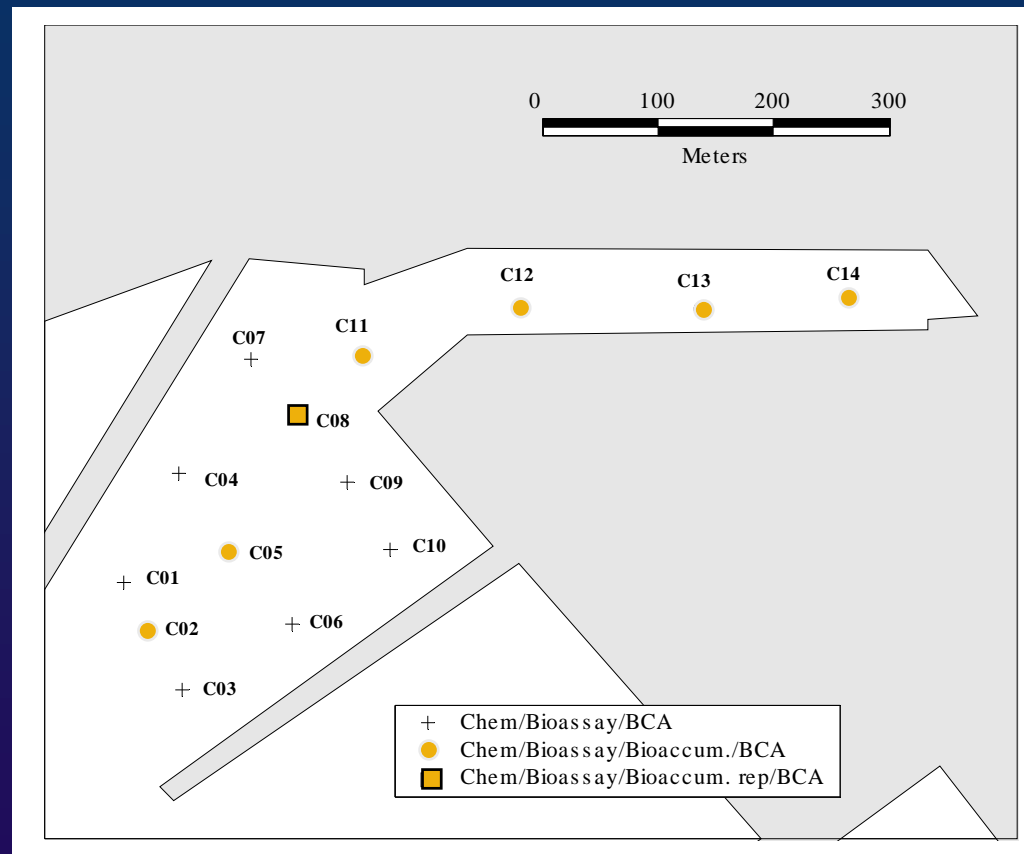 0 100 200 300
Meters
C12 C13 C14
C07 C11
C08
C04 C09
C05 C10
C01
C02 C06
C03
Chem/Bioassay/BCA
Chem/Bioassay/Bioaccum./BCA
Chem/Bioassay/Bioaccum. rep/BCA